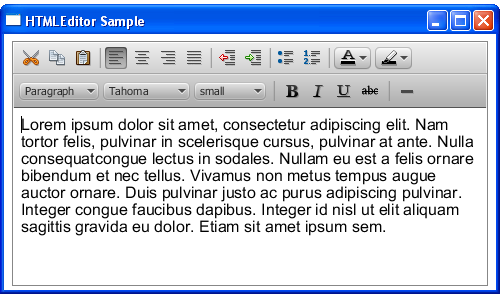 HTMLEditor Sample
Paragraph Tahoma small B I U abc
Lorem ipsum dolor sit amet, consectetur adipiscing elit. Nam
tortor felis, pulvinar in scelerisque cursus, pulvinar at ante. Nulla
consequatcongue lectus in sodales. Nullam eu est a felis ornare
bibendum et nec tellus. Vivamus non metus tempus augue
auctor ornare. Duis pulvinar justo ac purus adipiscing pulvinar.
Integer congue faucibus dapibus. Integer id nisl ut elit aliquam
sagittis gravida eu dolor. Etiam sit amet ipsum sem.